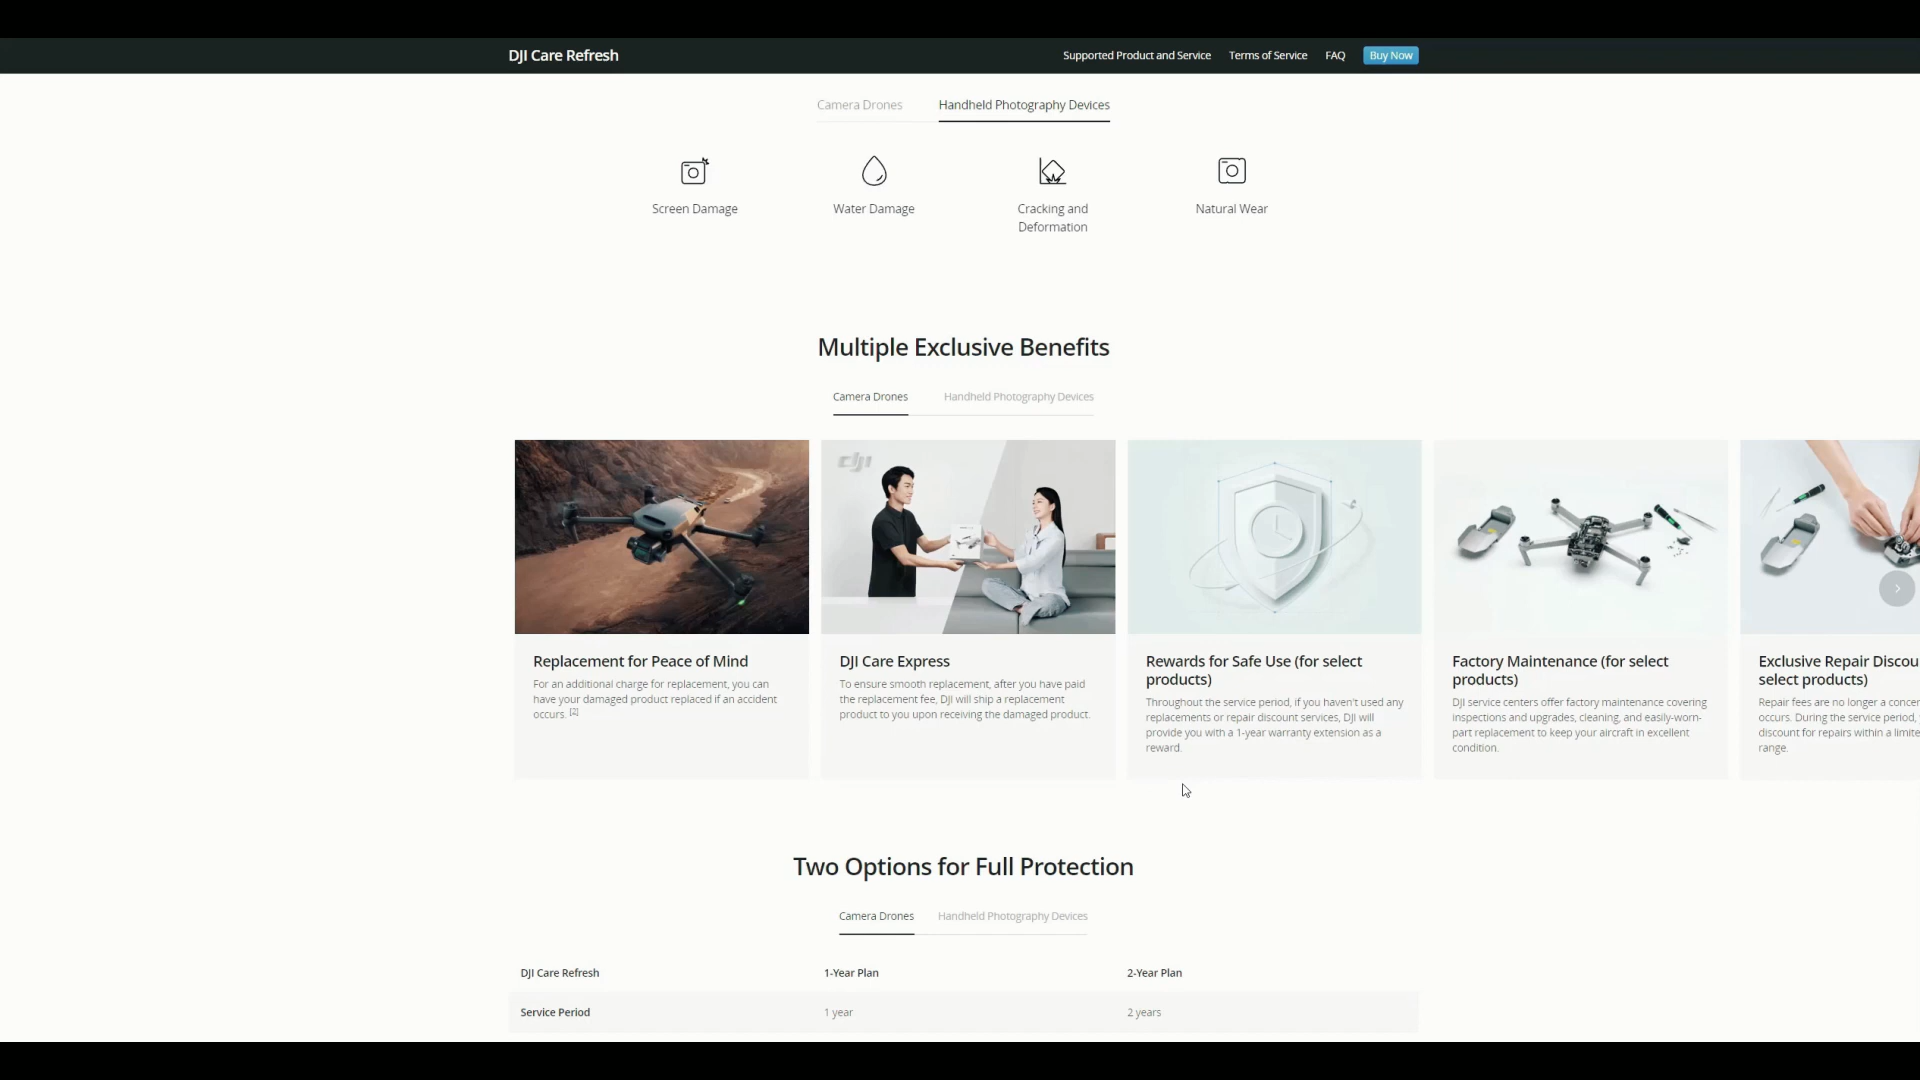 DJI Care Refresh
Supported Product and Service
Terms of Service
FAQ
Buy Now
Camera Drones
Handheld Photography Devices
Screen Damage
Water Damage
Cracking and
Deformation
Natural Wear
Multiple Exclusive Benefits
Camera Drones
Handheld Photography Devices
dji
Replacement for Peace of Mind
For an additional charge for replacement, you can
have your damaged product replaced if an accident
occurs. [2]
DJI Care Express
To ensure smooth replacement, after you have paid
the replacement fee, DJI will ship a replacement
product to you upon receiving the damaged product.
Rewards for Safe Use (for select
products)
Throughout the service period, if you haven't used any
replacements or repair discount services, DJI will
provide you with a 1-year warranty extension as a
reward.
Factory Maintenance (for select
products)
DJI service centers offer factory maintenance covering
inspections and upgrades, cleaning, and easily-worn-
part replacement to keep your aircraft in excellent
condition.
Exclusive Repair Discou
select products)
Repair fees are no longer a concer
occurs. During the service period,
discount for repairs within a limite
range.
Two Options for Full Protection
Camera Drones
Handheld Photography Devices
DJI Care Refresh
1-Year Plan
2-Year Plan
Service Period
1 year
2 years